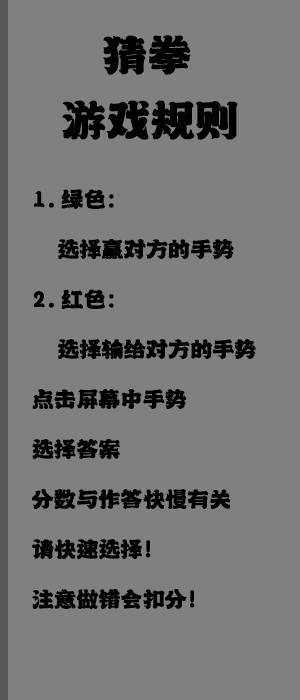 猜拳
游戏规则
1.绿色：
选择赢对方的手势
2.红色：
选择输给对方的手势
点击屏幕中手势
选择答案
分数与作答快慢有关
请快速选择！
注意做错会扣分！